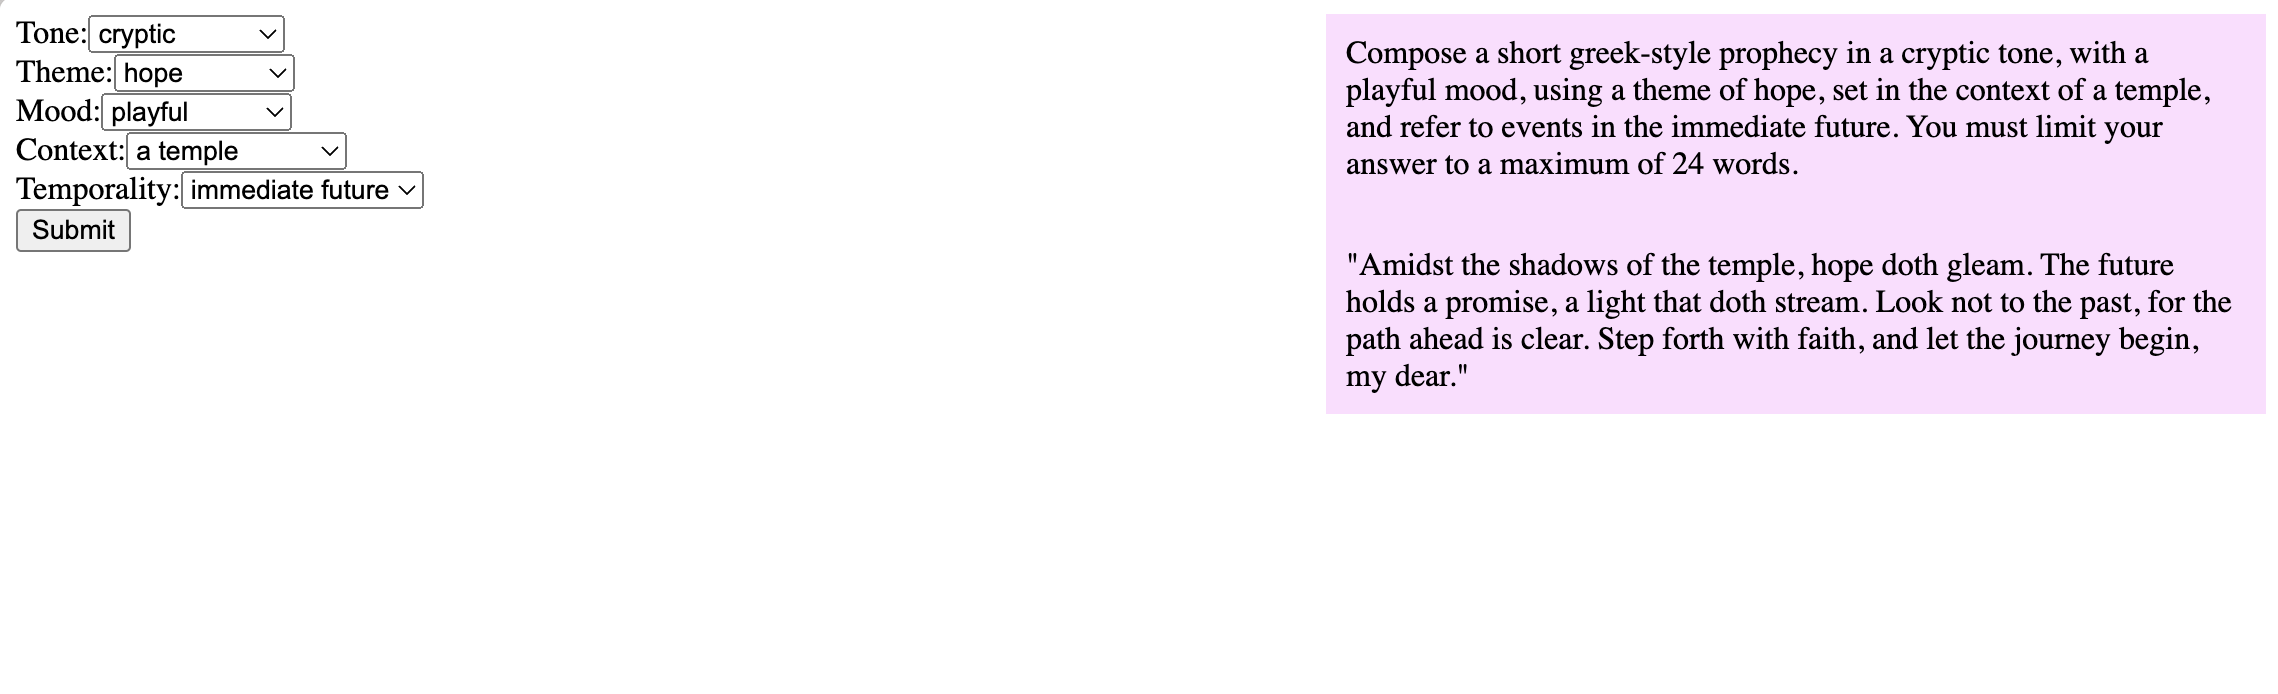 Tone: cryptic
Theme: hope
Mood: playful
Context: a temple
Temporality: immediate future
Submit
Compose a short greek-style prophecy in a cryptic tone, with a
playful mood, using a theme of hope, set in the context of a temple,
and refer to events in the immediate future. You must limit your
answer to a maximum of 24 words.
"Amidst the shadows of the temple, hope doth gleam. The future
holds a promise, a light that doth stream. Look not to the past, for the
path ahead is clear. Step forth with faith, and let the journey begin,
my dear."